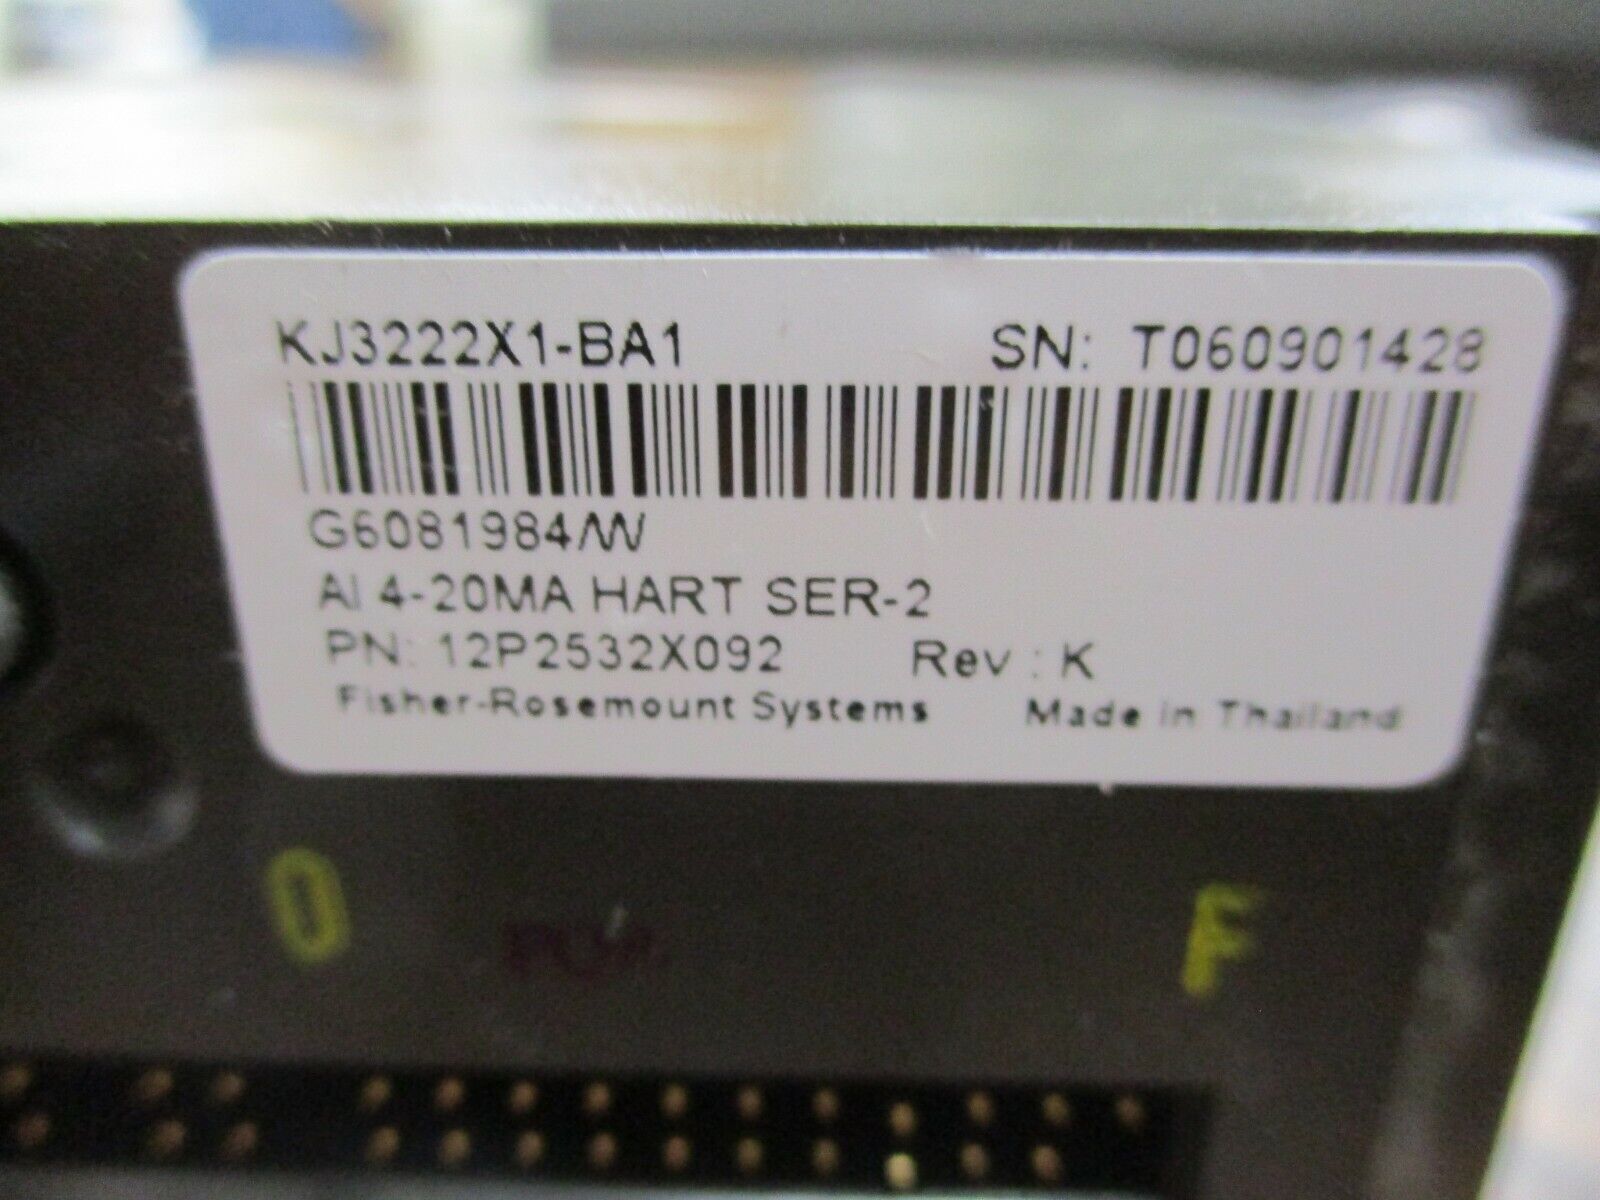 KJ3222X1-BA1 SN: T060901428
G6081984/W
AI 4-20MA HART SER-2
PN: 12P2532X092 Rev : K
Fisher-Rosemount Systems Made in Thailand
0 F